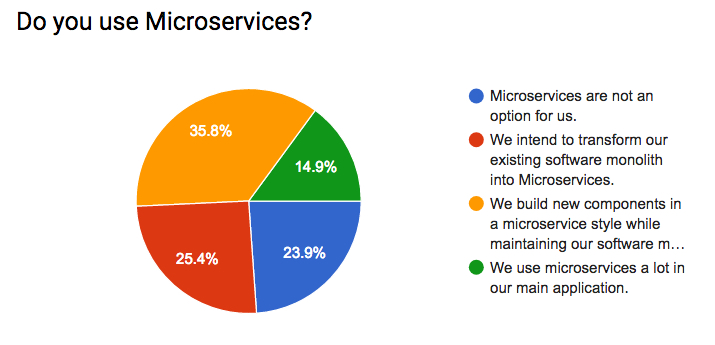 Do you use Microservices?
35.8%
14.9%
25.4%
23.9%
Microservices are not an
option for us.
We intend to transform our
existing software monolith
into Microservices.
We build new components in
a microservice style while
maintaining our software m...
We use microservices a lot in
our main application.